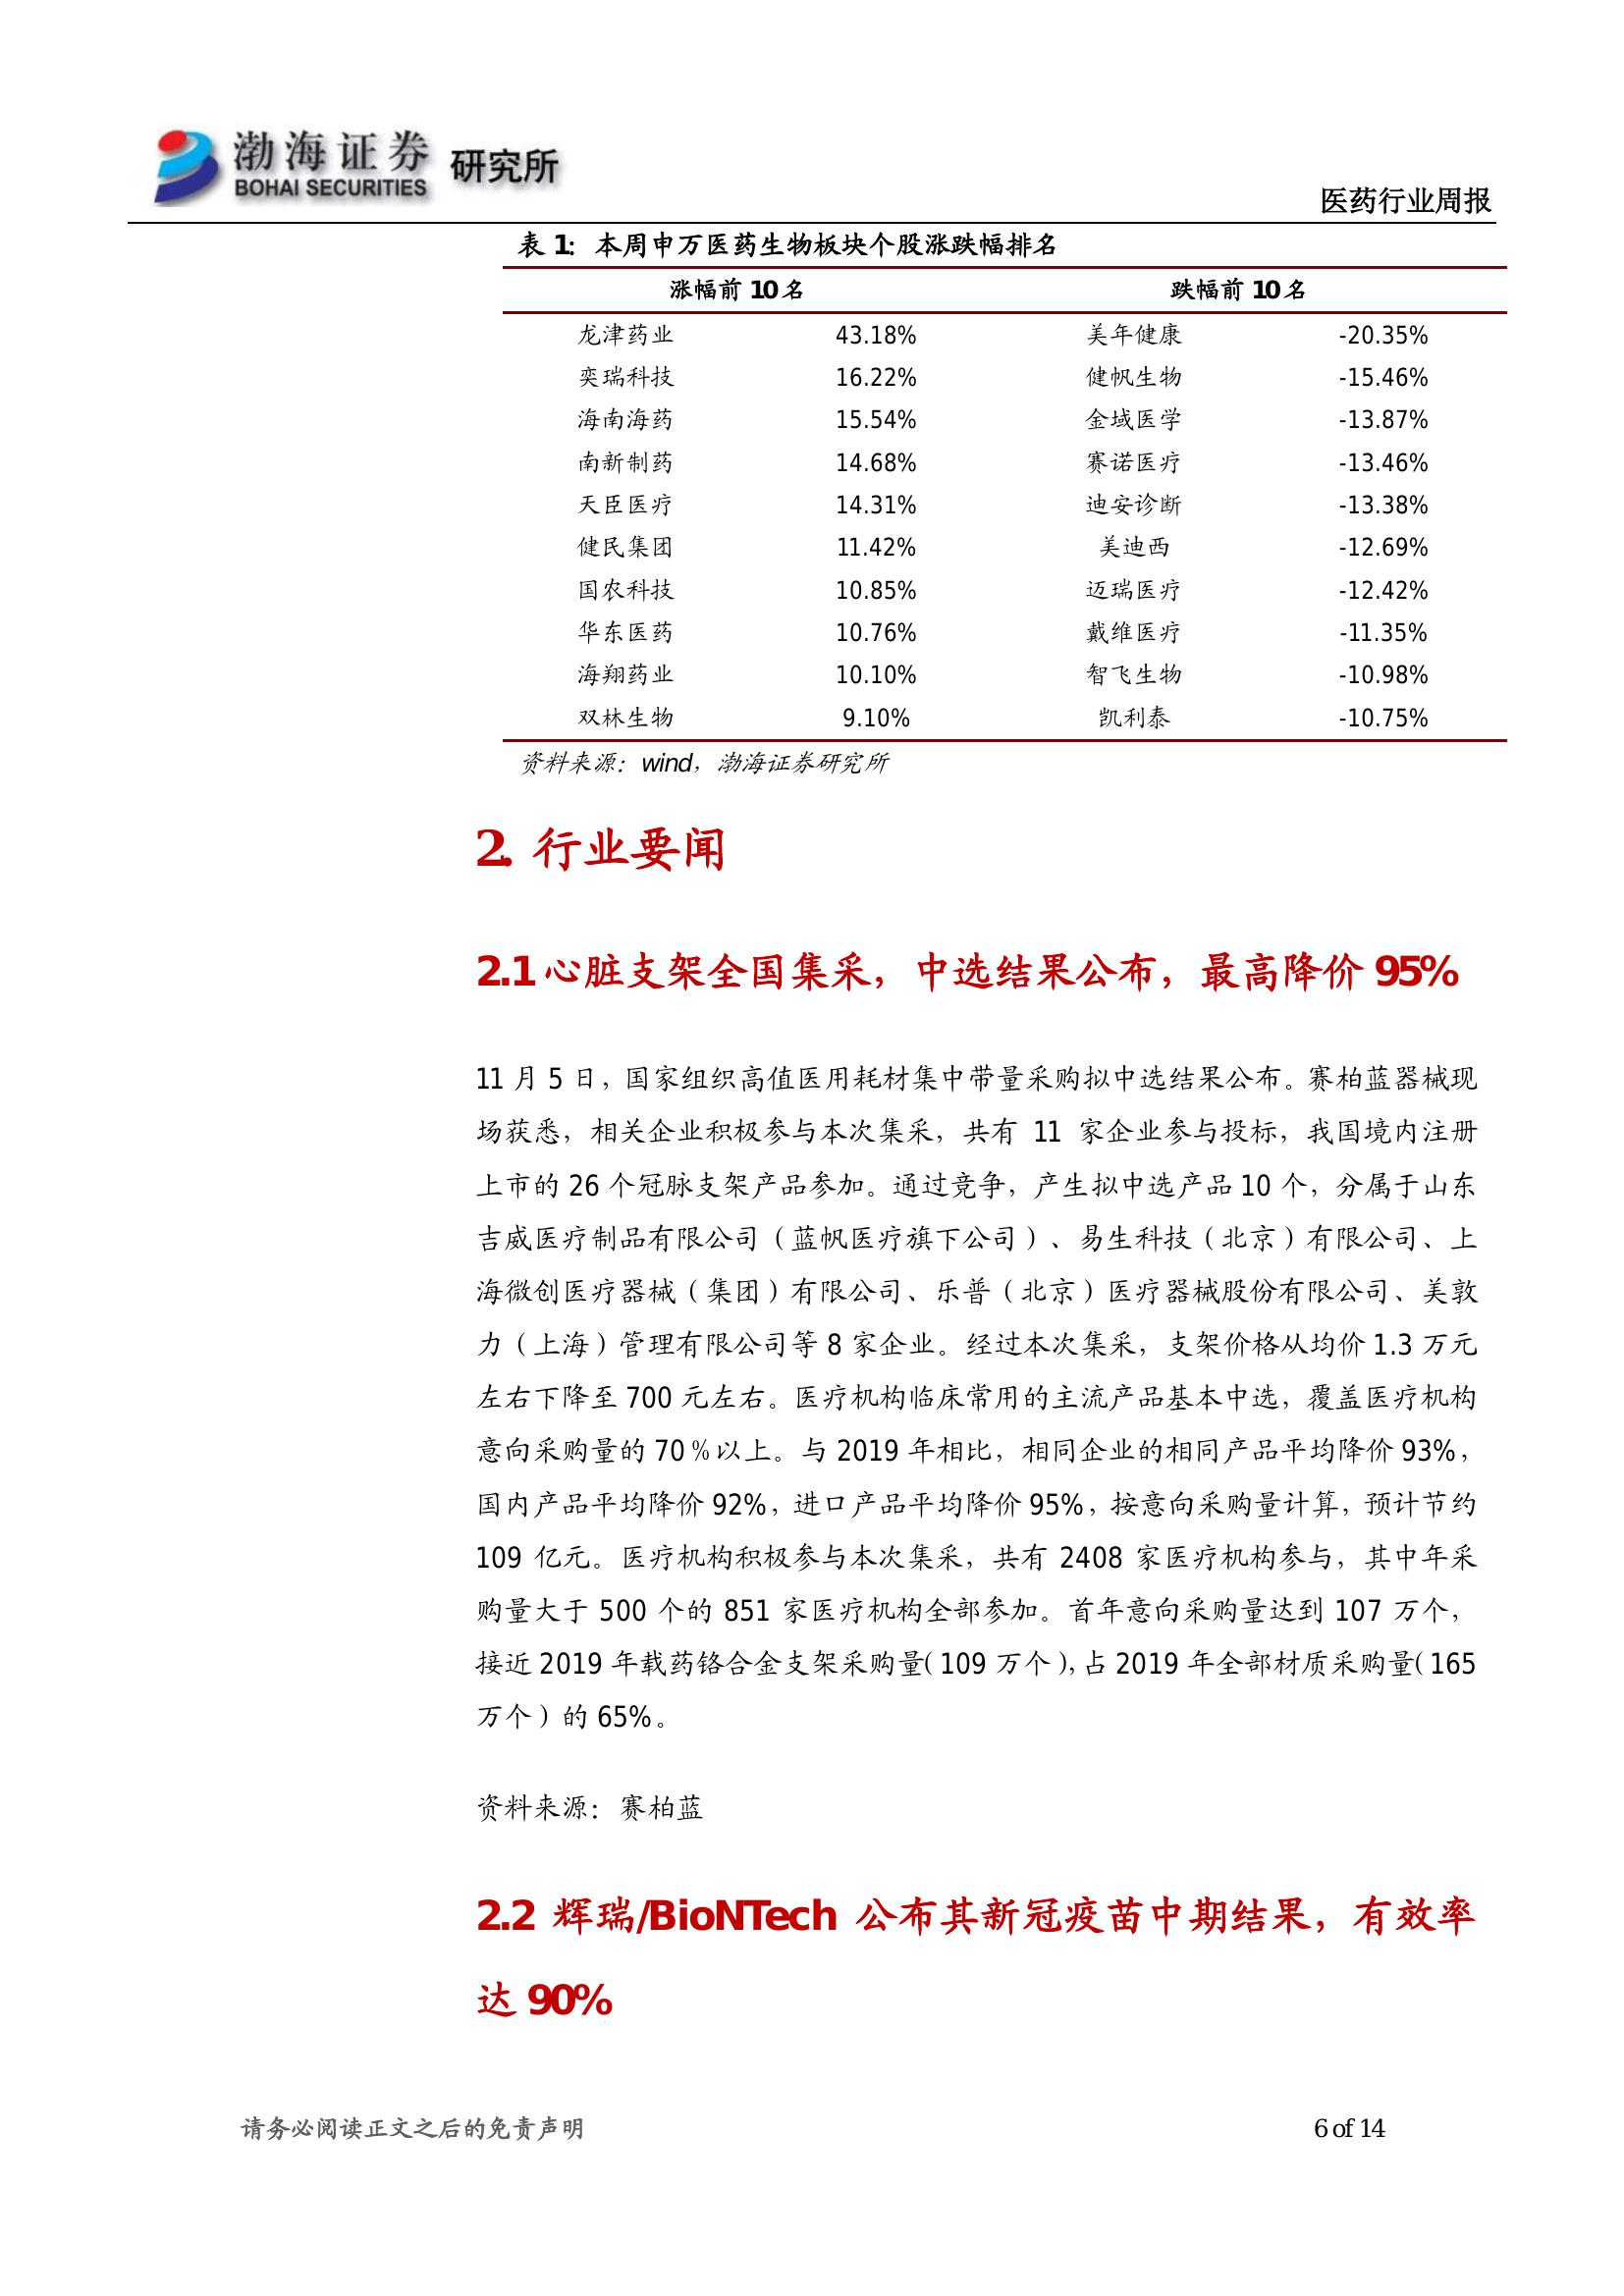 渤海证券 研究所
BOHAI SECURITIES
医药行业周报
表 1：本周申万医药生物板块个股涨跌幅排名
涨幅前 10 名 跌幅前 10 名
龙津药业 43.18% 美年健康 -20.35%
奕瑞科技 16.22% 健帆生物 -15.46%
海南海药 15.54% 金域医学 -13.87%
南新制药 14.68% 赛诺医疗 -13.46%
天臣医疗 14.31% 迪安诊断 -13.38%
健民集团 11.42% 美迪西 -12.69%
国农科技 10.85% 迈瑞医疗 -12.42%
华东医药 10.76% 戴维医疗 -11.35%
海翔药业 10.10% 智飞生物 -10.98%
双林生物 9.10% 凯利泰 -10.75%
资料来源：wind，渤海证券研究所
2. 行业要闻
2.1 心脏支架全国集采，中选结果公布，最高降价 95%
11 月 5 日，国家组织高值医用耗材集中带量采购拟中选结果公布。赛柏蓝器械现
场获悉，相关企业积极参与本次集采，共有 11 家企业参与投标，我国境内注册
上市的 26 个冠脉支架产品参加。通过竞争，产生拟中选产品 10 个，分属于山东
吉威医疗制品有限公司（蓝帆医疗旗下公司）、易生科技（北京）有限公司、上
海微创医疗器械（集团）有限公司、乐普（北京）医疗器械股份有限公司、美敦
力（上海）管理有限公司等 8 家企业。经过本次集采，支架价格从均价 1.3 万元
左右下降至 700 元左右。医疗机构临床常用的主流产品基本中选，覆盖医疗机构
意向采购量的 70％以上。与 2019 年相比，相同企业的相同产品平均降价 93%，
国内产品平均降价 92%，进口产品平均降价 95%，按意向采购量计算，预计节约
109 亿元。医疗机构积极参与本次集采，共有 2408 家医疗机构参与，其中年采
购量大于 500 个的 851 家医疗机构全部参加。首年意向采购量达到 107 万个，
接近 2019 年载药铬合金支架采购量（109 万个），占 2019 年全部材质采购量（165
万个）的 65%。
资料来源：赛柏蓝
2.2 辉瑞/BioNTech 公布其新冠疫苗中期结果，有效率
达 90%
请务必阅读正文之后的免责声明 6 of 14